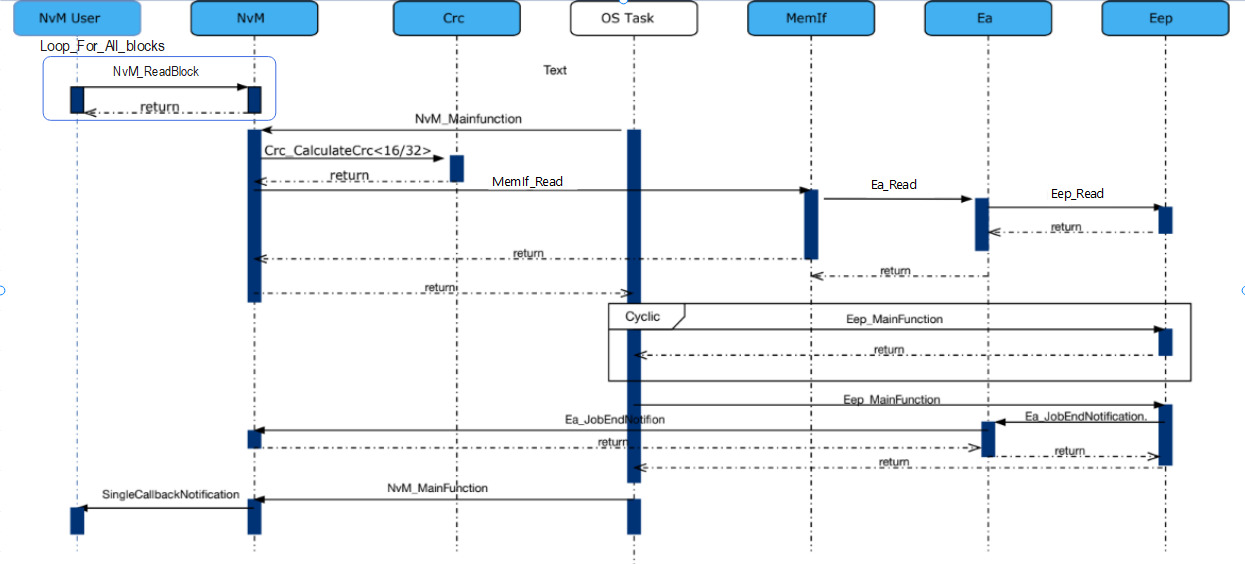 NvM User
NvM
Crc
OS Task
MemIf
Ea
Eep
Loop_For_All_blocks
NvM_ReadBlock
Text
return
NvM_Mainfunction
Crc_CalculateCrc<16/32>
return
MemIf_Read
Ea_Read
Eep_Read
return
return
return
return
Cyclic
Eep_MainFunction
return
Eep_MainFunction
Ea_JobEndNotifion
Ea_JobEndNotification.
return
return
return
NvM_MainFunction
SingleCallbackNotification